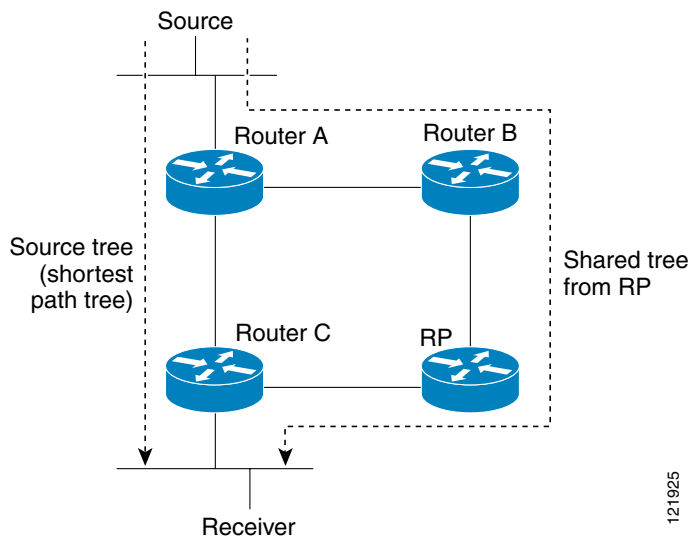 Source
Router A
Router B
Source tree
(shortest
path tree)
Shared tree
from RP
Router C
RP
Receiver
121925